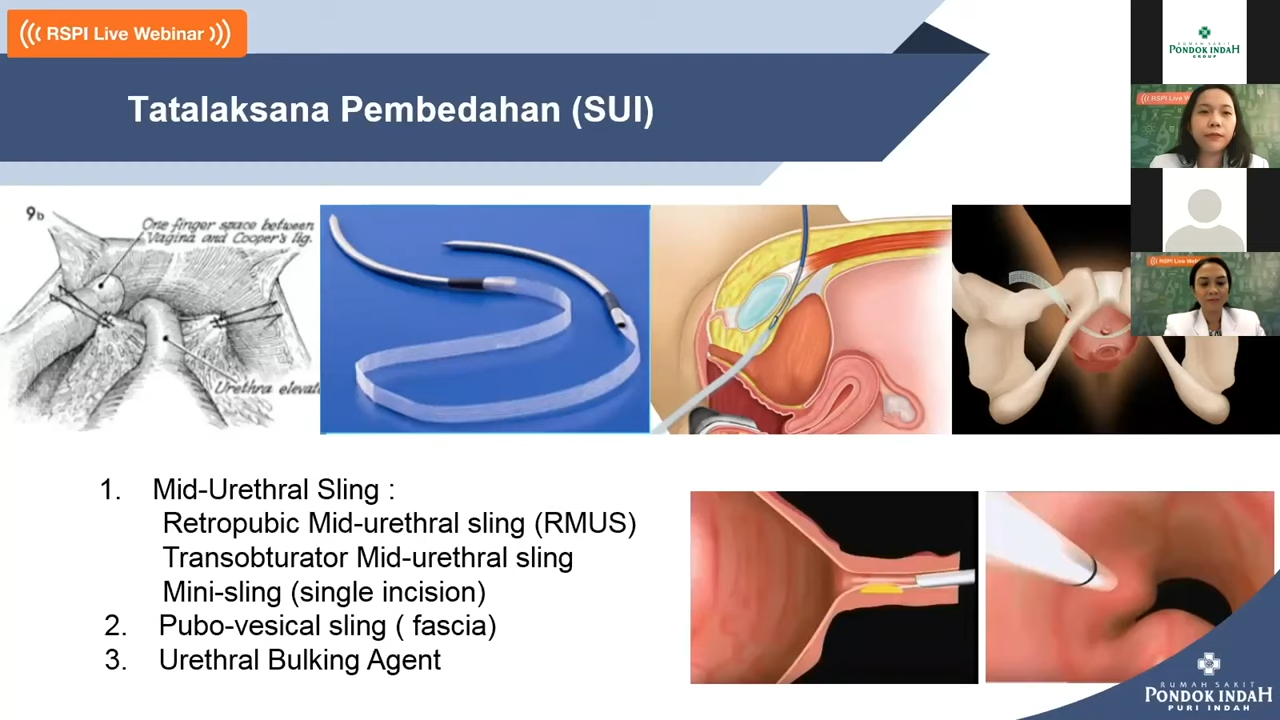 RSPI Live Webinar
Tatalaksana Pembedahan (SUI)
RUMAH SAKIT
PONDOK INDAH
GROUP
RSPI Live W
RSPI Live Webinar
9b
One finger space between
Vagina and Cooper's lig.
Urethra elevat
1. Mid-Urethral Sling :
Retropubic Mid-urethral sling (RMUS)
Transobturator Mid-urethral sling
Mini-sling (single incision)
2. Pubo-vesical sling ( fascia)
3. Urethral Bulking Agent
RUMAH SAKIT
PONDOK INDAH
PURI INDAH